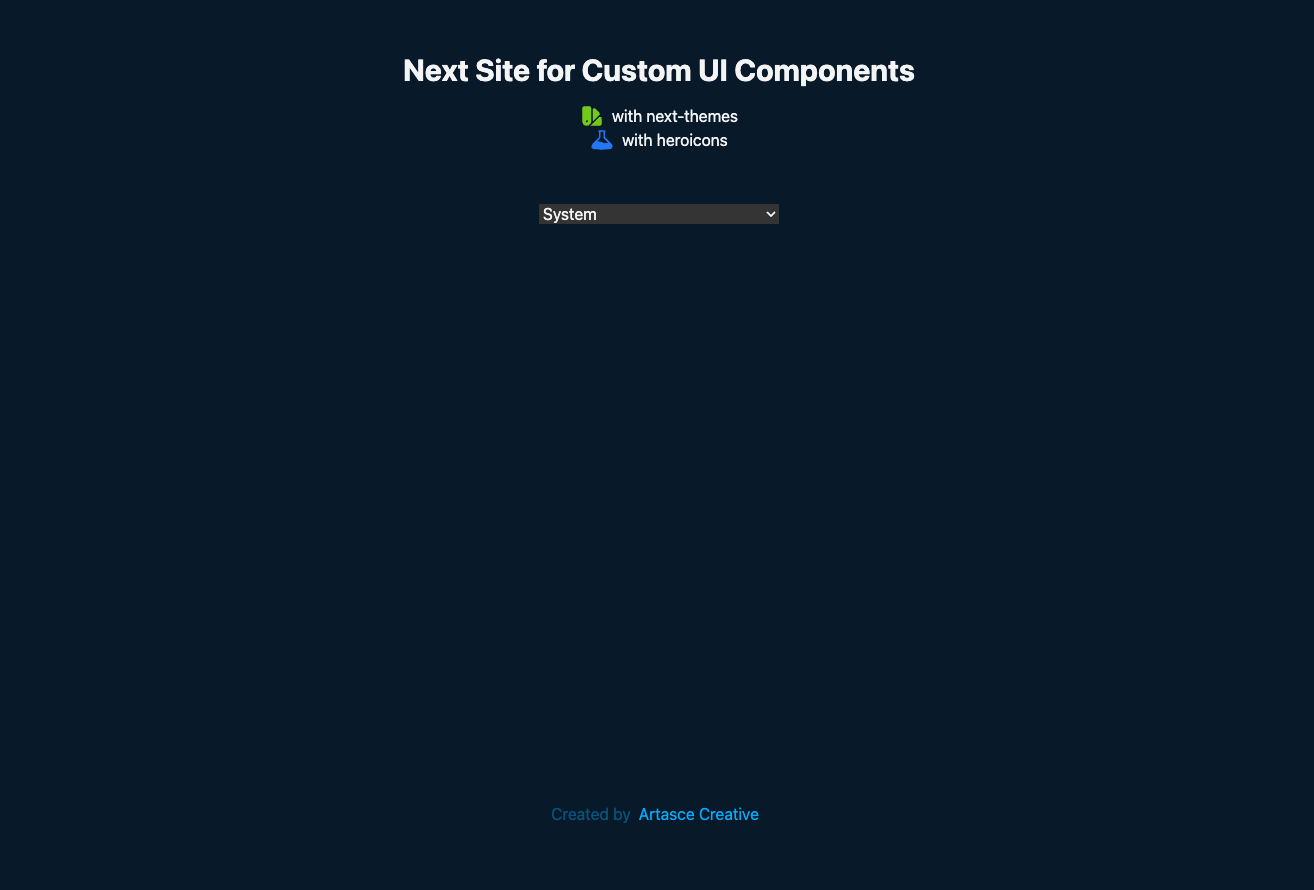 Next Site for Custom UI Components
with next-themes
with heroicons
System
Created by Artasce Creative